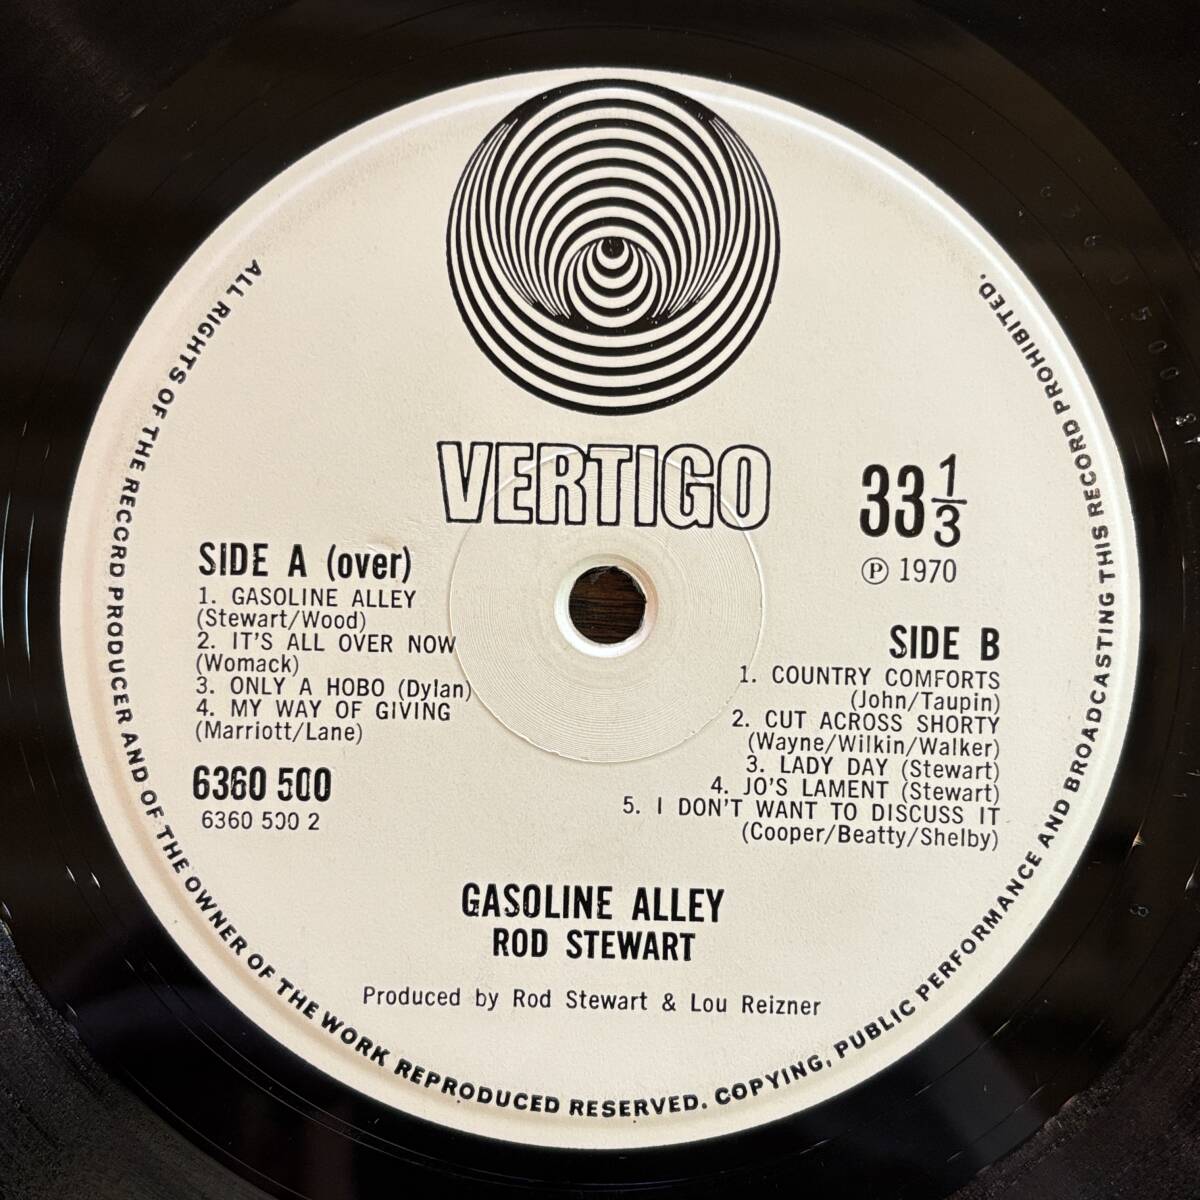 VERTIGO
33 1/3
℗ 1970
SIDE A (over)
1. GASOLINE ALLEY
(Stewart/Wood)
2. IT'S ALL OVER NOW
(Womack)
3. ONLY A HOBO (Dylan)
4. MY WAY OF GIVING
(Marriott/Lane)
6360 500
6360 500 2
SIDE B
1. COUNTRY COMFORTS
(John/Taupin)
2. CUT ACROSS SHORTY
(Wayne/Wilkin/Walker)
3. LADY DAY (Stewart)
4. JO'S LAMENT (Stewart)
5. I DON'T WANT TO DISCUSS IT
(Cooper/Beatty/Shelby)
GASOLINE ALLEY
ROD STEWART
Produced by Rod Stewart & Lou Reizner
ALL RIGHTS OF THE RECORD PRODUCER AND OF THE OWNER OF THE WORK REPRODUCED RESERVED. COPYING, PUBLIC PERFORMANCE AND BROADCASTING THIS RECORD PROHIBITED.